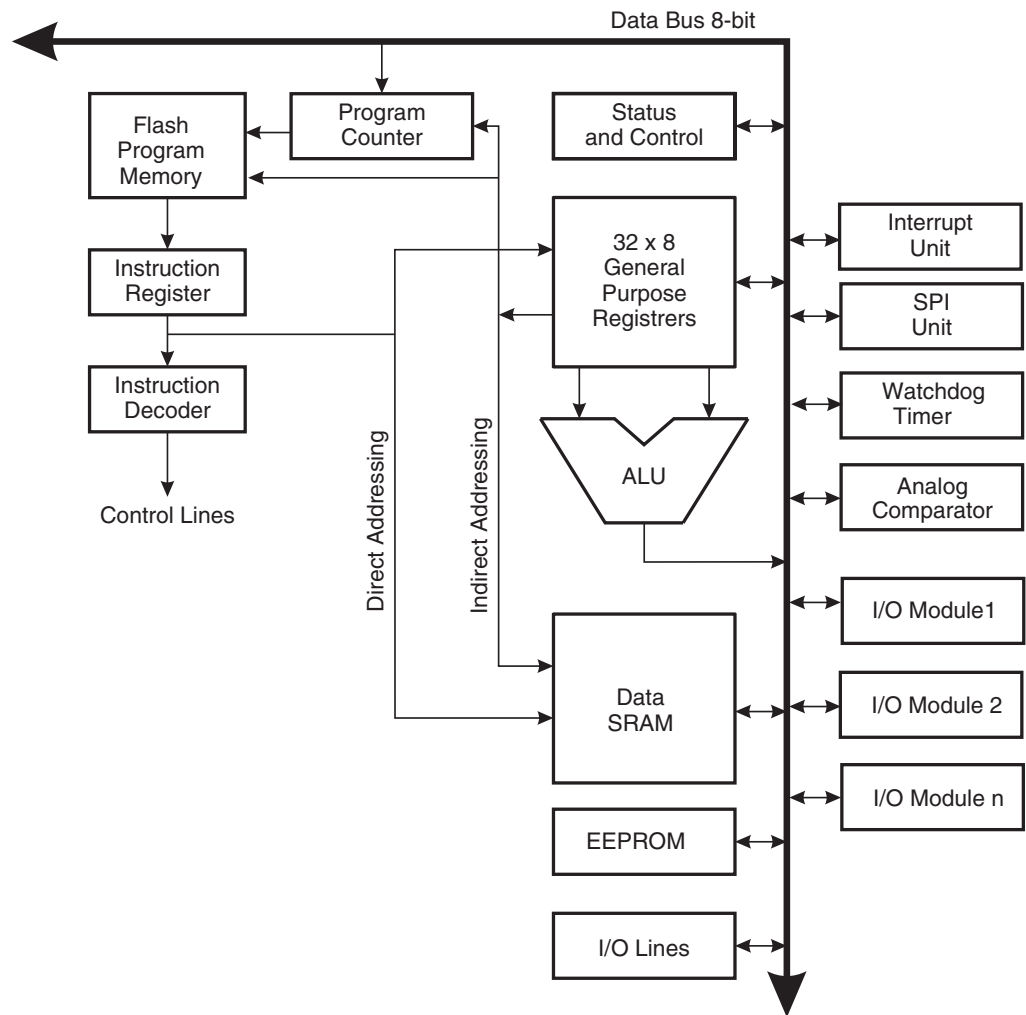 Data Bus 8-bit
Flash
Program
Memory
Program
Counter
Status
and Control
Interrupt
Unit
32 x 8
General
Purpose
Registrers
Instruction
Register
SPI
Unit
Instruction
Decoder
Watchdog
Timer
Direct Addressing
Indirect Addressing
ALU
Analog
Comparator
Control Lines
I/O Module1
Data
SRAM
I/O Module 2
I/O Module n
EEPROM
I/O Lines